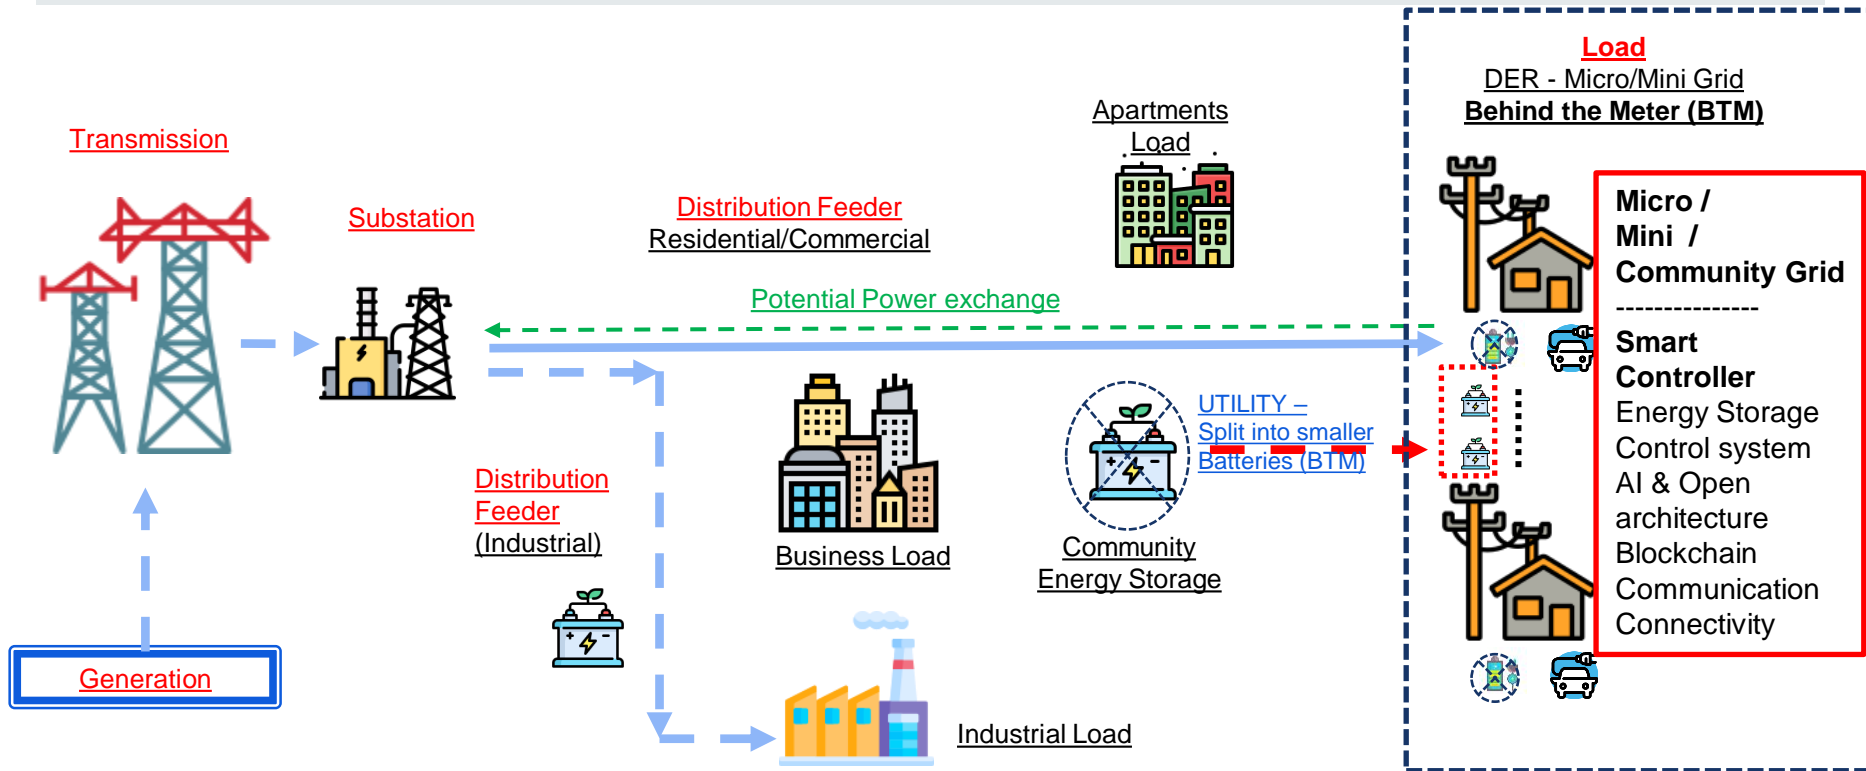 Transmission
Substation
Distribution Feeder
Residential/Commercial
Apartments
Load
Load
DER - Micro/Mini Grid
Behind the Meter (BTM)
Potential Power exchange
Micro /
Mini /
Community Grid
---------------
Smart
Controller
Energy Storage
Control system
AI & Open
architecture
Blockchain
Communication
Connectivity
UTILITY –
Split into smaller
Batteries (BTM)
Distribution
Feeder
(Industrial)
Business Load
Community
Energy Storage
Generation
Industrial Load